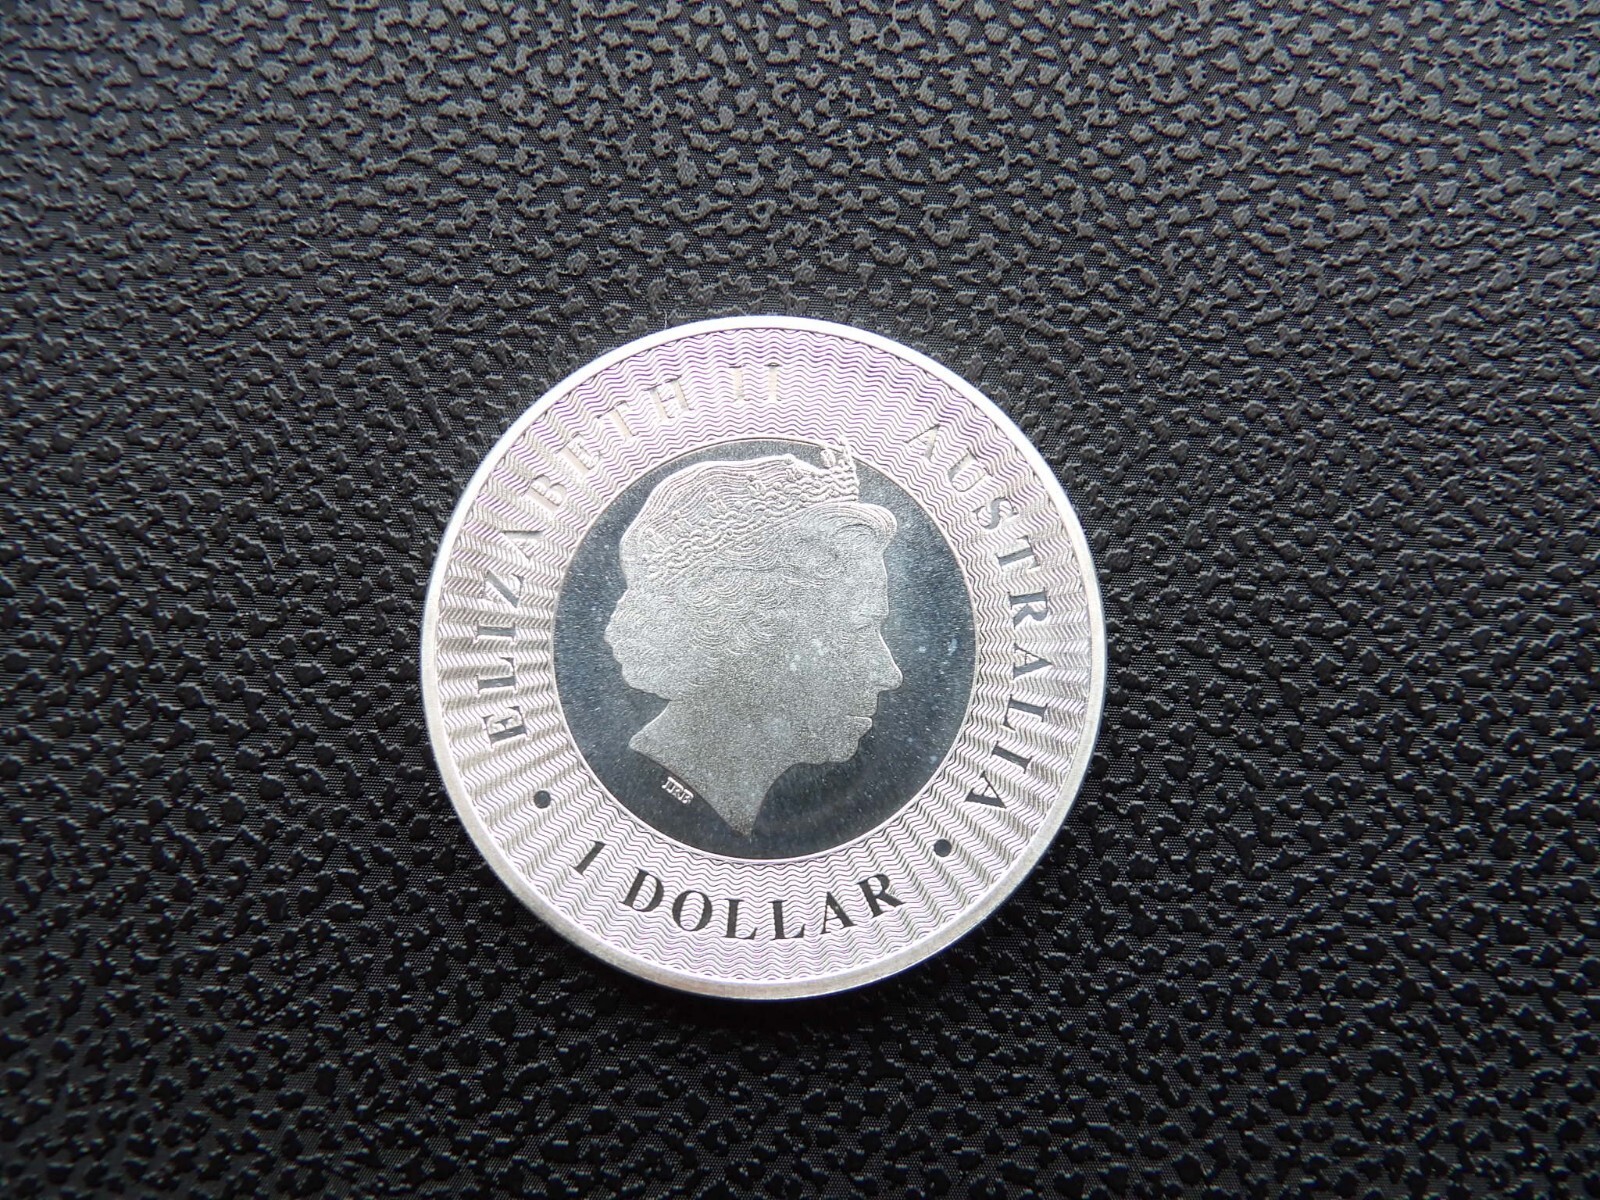 ELIZABETH II AUSTRALIA
• 1 DOLLAR •